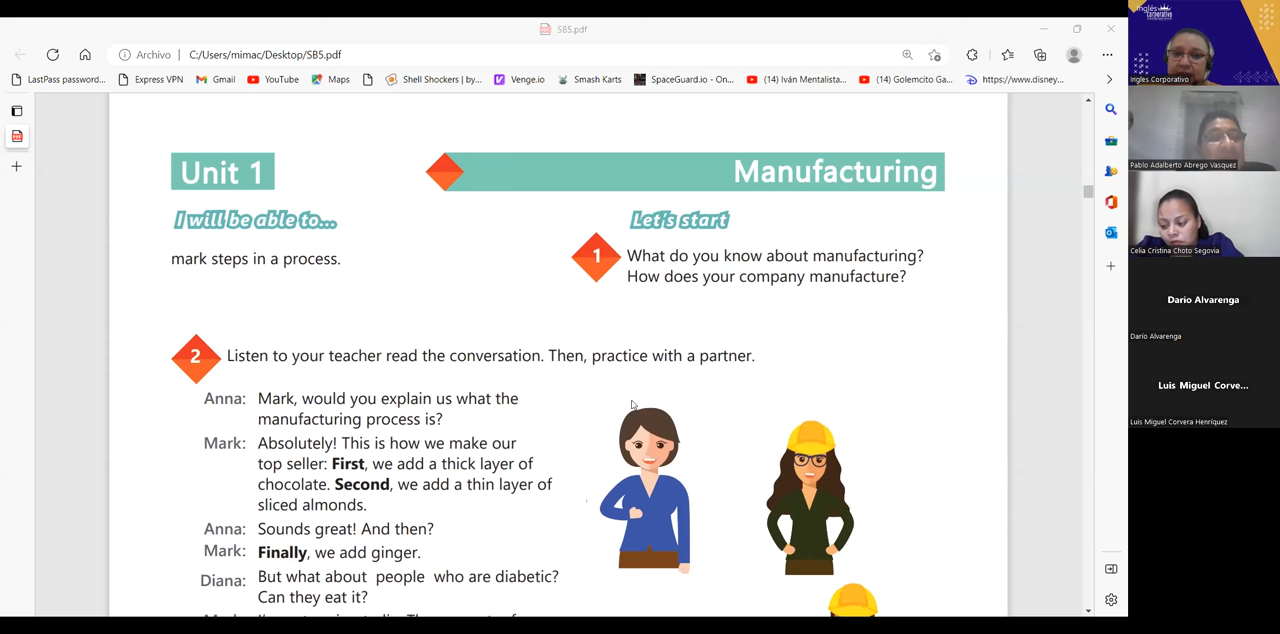 SB5.pdf
Archivo | C:/Users/mimac/Desktop/SB5.pdf
LastPass password...
Express VPN
Gmail
YouTube
Maps
Shell Shockers | by...
Venge.io
Smash Karts
SpaceGuard.io - On...
(14) Iván Mentalista...
(14) Golemcito Ga...
https://www.disney...
Unit 1
Manufacturing
I will be able to...
Let's start
mark steps in a process.
1
What do you know about manufacturing?
How does your company manufacture?
2
Listen to your teacher read the conversation. Then, practice with a partner.
Anna: Mark, would you explain us what the
manufacturing process is?
Mark: Absolutely! This is how we make our
top seller: First, we add a thick layer of
chocolate. Second, we add a thin layer of
sliced almonds.
Anna: Sounds great! And then?
Mark: Finally, we add ginger.
Diana: But what about people who are diabetic?
Can they eat it?
Inglés
Corporativo
Ingles Corporativo
Pablo Adalberto Abrego Vasquez
Celia Cristina Choto Segovia
Darío Alvarenga
Darío Alvarenga
Luis Miguel Corve...
Luis Miguel Corvera Henríquez